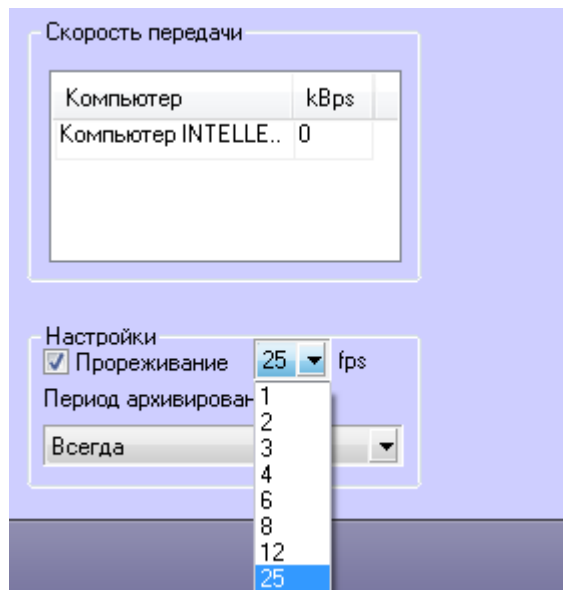 Скорость передачи
Компьютер kBps
Компьютер INTELLE.. 0
Настройки
Прореживание 25 fps
Период архивирован
1
2
3
Всегда
4
6
8
12
25